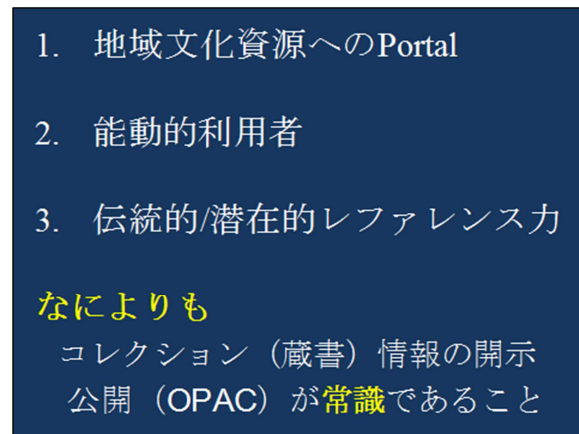 1. 地域文化資源へのPortal
2. 能動的利用者
3. 伝統的/潜在的レファレンス力
なによりも
コレクション（蔵書）情報の開示
公開（OPAC）が常識であること